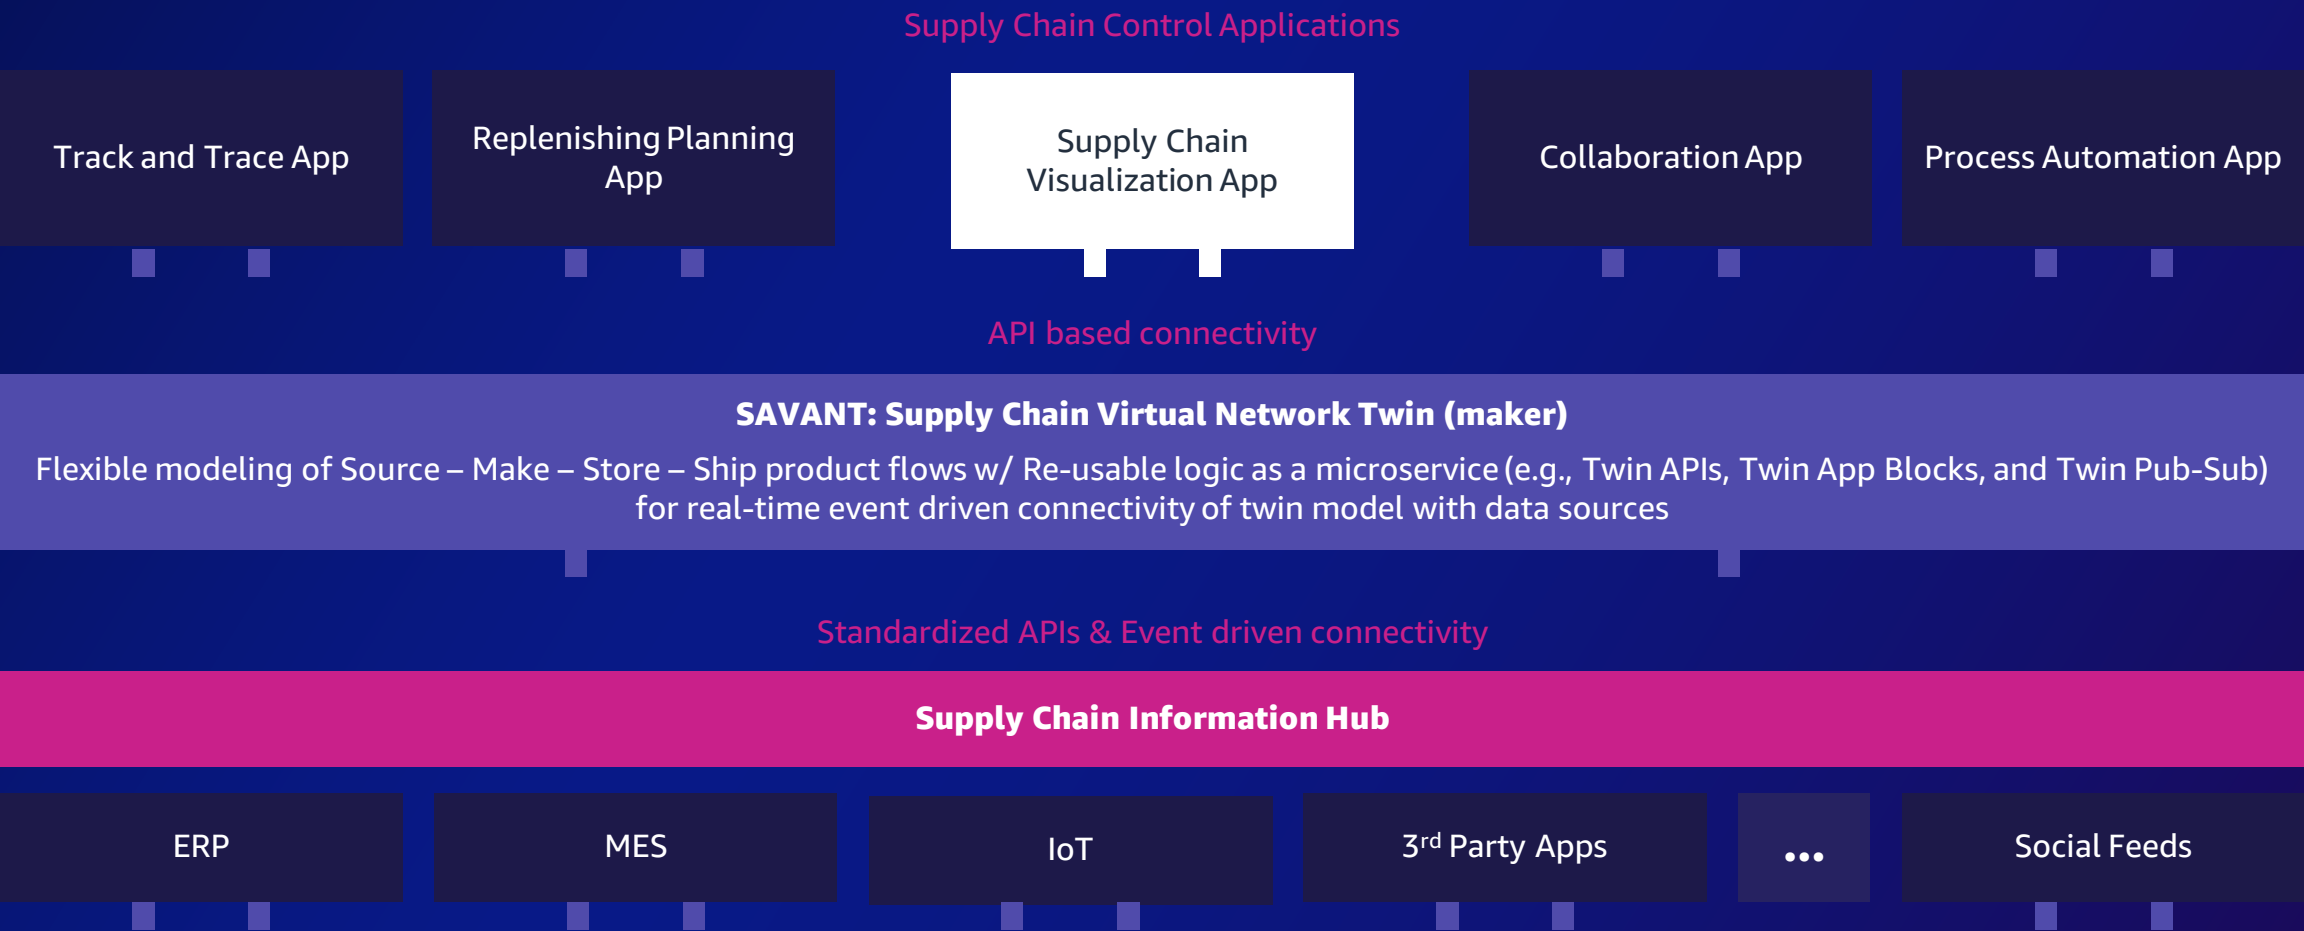 Supply Chain Control Applications
Track and Trace App
Replenishing Planning
App
Supply Chain
Visualization App
Collaboration App
Process Automation App
API based connectivity
SAVANT: Supply Chain Virtual Network Twin (maker)
Flexible modeling of Source – Make – Store – Ship product flows w/ Re-usable logic as a microservice (e.g., Twin APIs, Twin App Blocks, and Twin Pub-Sub)
for real-time event driven connectivity of twin model with data sources
Standardized APIs & Event driven connectivity
Supply Chain Information Hub
ERP
MES
IoT
3rd Party Apps
...
Social Feeds